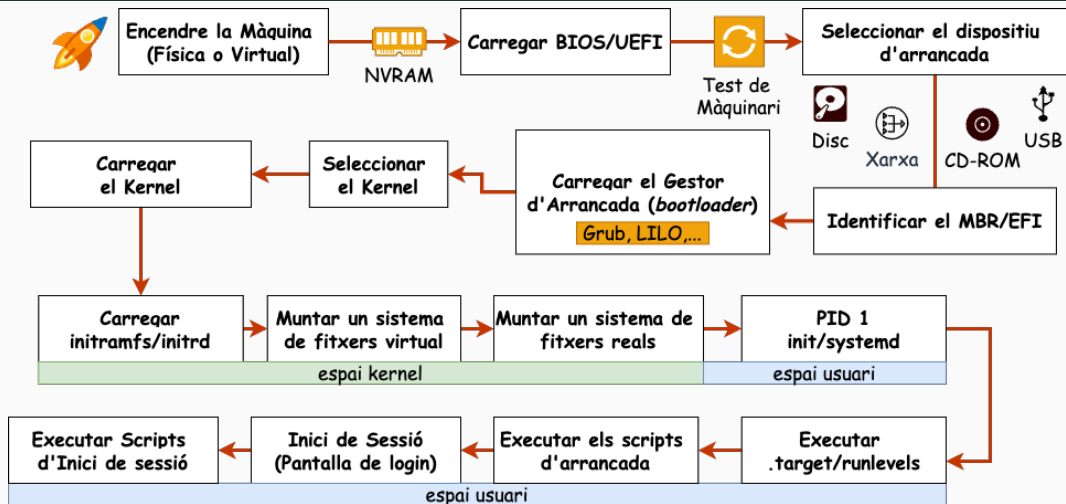 Encendre la Màquina
(Física o Virtual)
NVRAM
Carregar BIOS/UEFI
Test de
Màquinari
Seleccionar el dispositiu
d'arrancada
Disc
Xarxa
CD-ROM
USB
Carregar
el Kernel
Seleccionar
el Kernel
Carregar el Gestor
d'Arrancada (bootloader)
Grub, LILO,...
Identificar el MBR/EFI
Carregar
initramfs/initrd
Muntar un sistema
de fitxers virtual
Muntar un sistema de
fitxers reals
PID 1
init/systemd
espai kernel
espai usuari
Executar Scripts
d'Inici de sessió
Inici de Sessió
(Pantalla de login)
Executar els scripts
d'arrancada
Executar
.target/runlevels
espai usuari